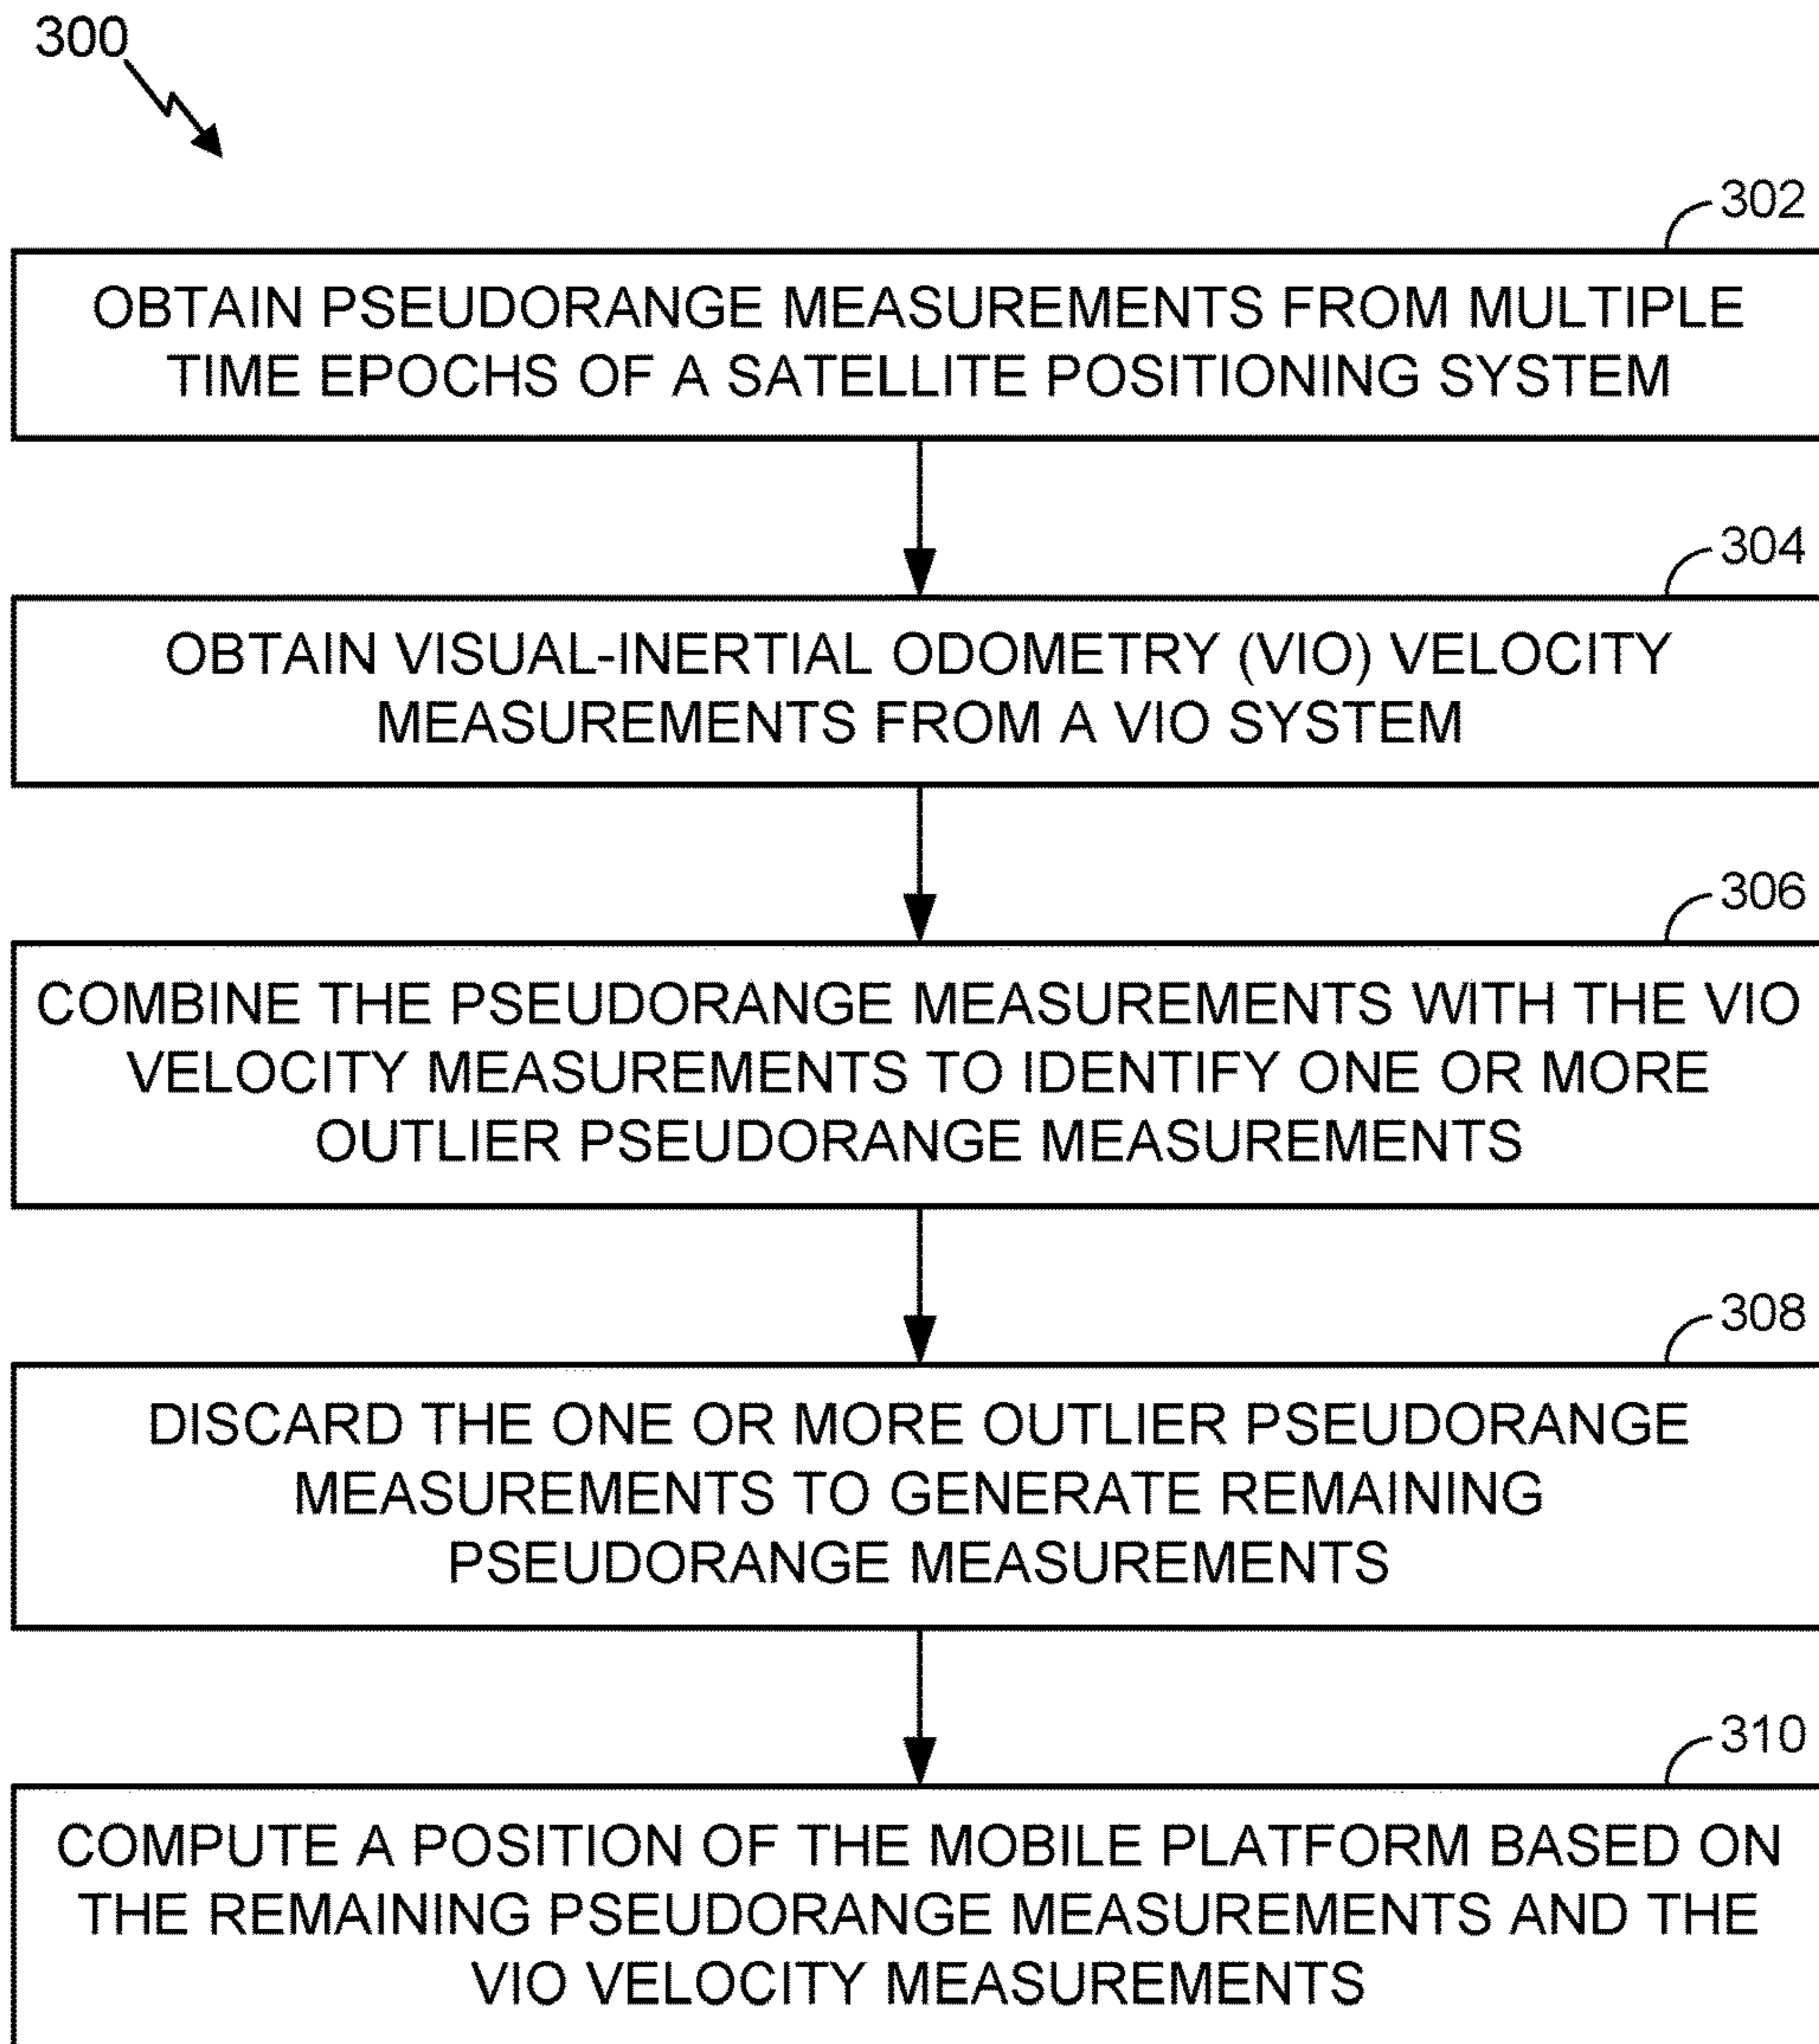 300
302
OBTAIN PSEUDORANGE MEASUREMENTS FROM MULTIPLE
TIME EPOCHS OF A SATELLITE POSITIONING SYSTEM
304
OBTAIN VISUAL-INERTIAL ODOMETRY (VIO) VELOCITY
MEASUREMENTS FROM A VIO SYSTEM
306
COMBINE THE PSEUDORANGE MEASUREMENTS WITH THE VIO
VELOCITY MEASUREMENTS TO IDENTIFY ONE OR MORE
OUTLIER PSEUDORANGE MEASUREMENTS
308
DISCARD THE ONE OR MORE OUTLIER PSEUDORANGE
MEASUREMENTS TO GENERATE REMAINING
PSEUDORANGE MEASUREMENTS
310
COMPUTE A POSITION OF THE MOBILE PLATFORM BASED ON
THE REMAINING PSEUDORANGE MEASUREMENTS AND THE
VIO VELOCITY MEASUREMENTS